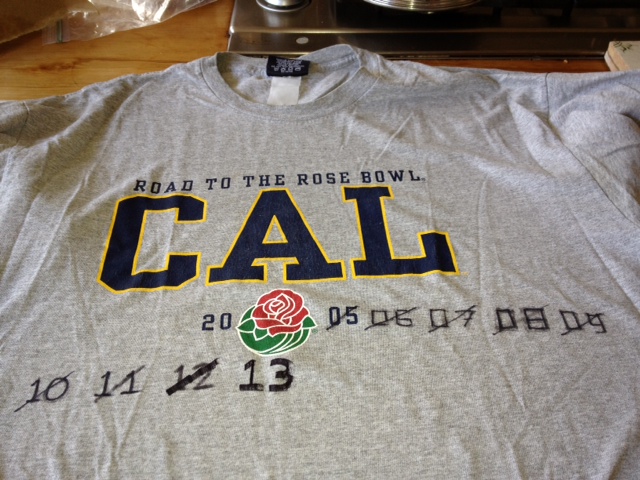 ROAD TO THE ROSE BOWL
CAL
20 05 06 07 08 09
10 11 12 13